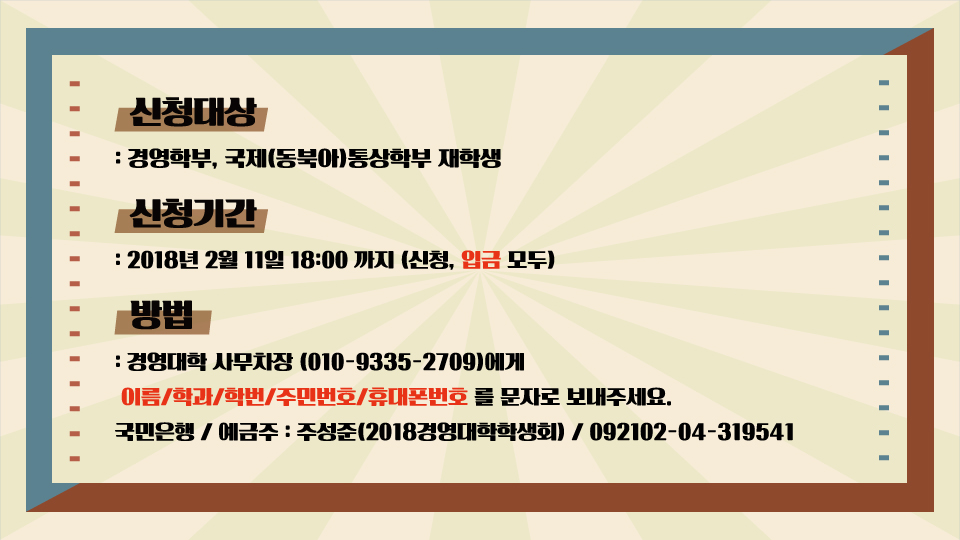 신청대상
: 경영학부, 국제(동북아)통상학부 재학생
신청기간
: 2018년 2월 11일 18:00 까지 (신청, 입금 모두)
방법
: 경영대학 사무차장 (010-9335-2709)에게
이름/학과/학번/주민번호/휴대폰번호 를 문자로 보내주세요.
국민은행 / 예금주 : 주성준(2018경영대학학생회) / 092102-04-319541